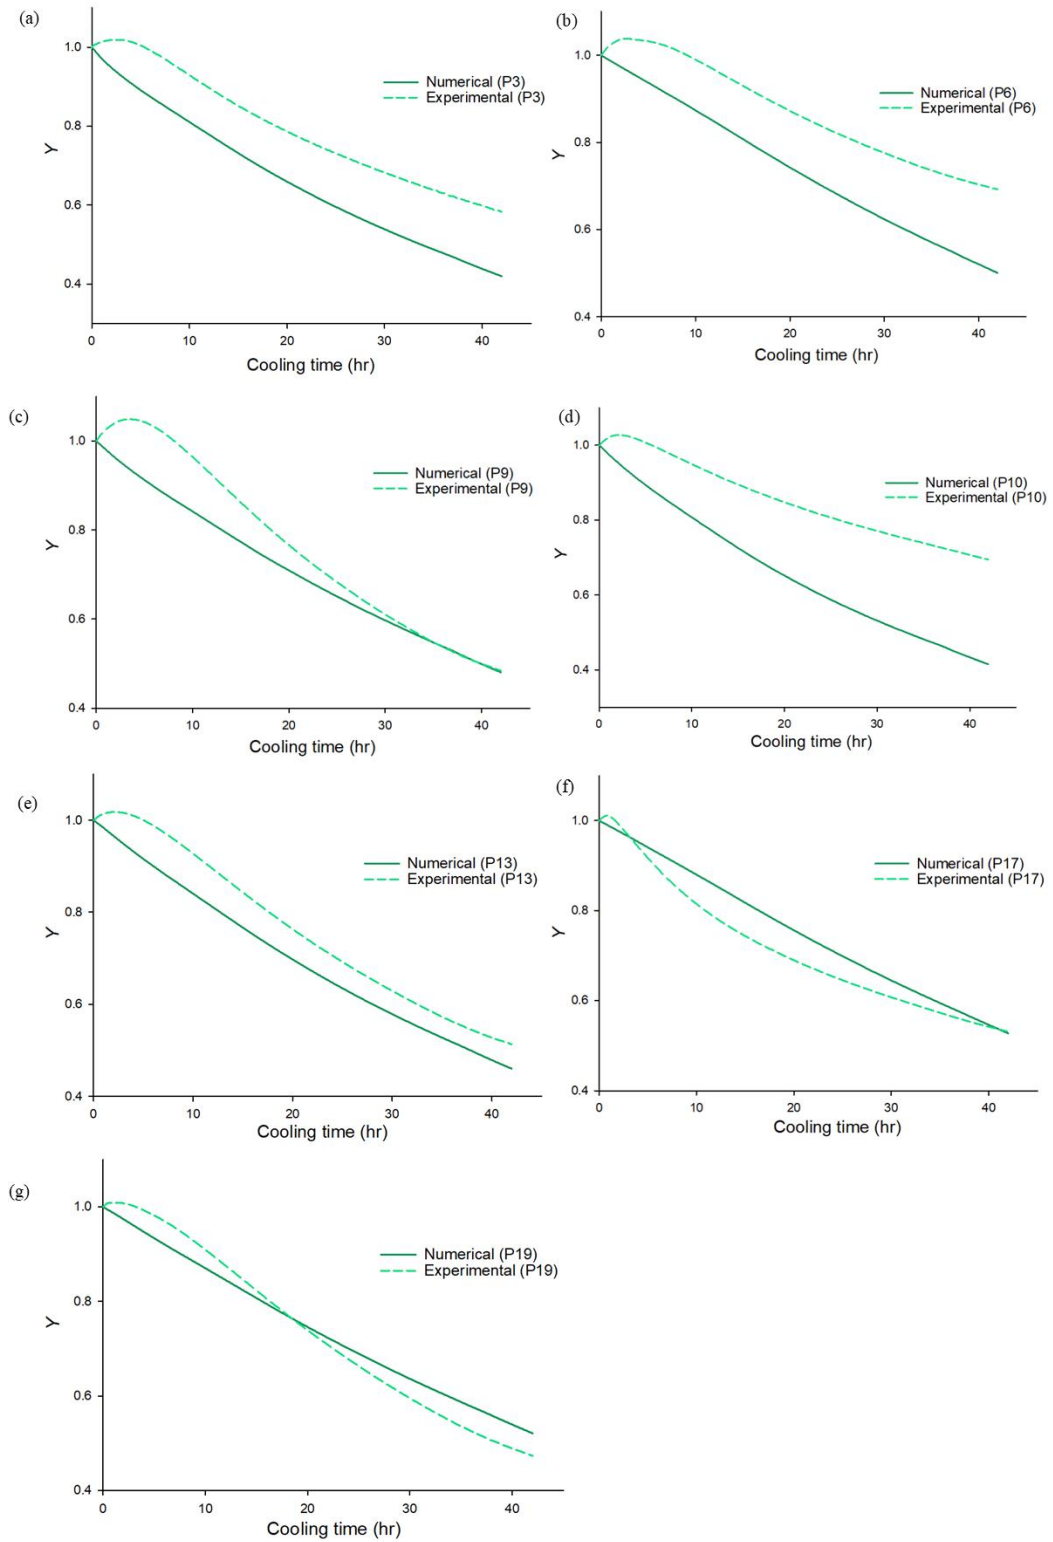 (a)
1.0
0.8
0.6
0.4
Y
Numerical (P3)
Experimental (P3)
0 10 20 30 40
Cooling time (hr)
(b)
1.0
0.8
0.6
0.4
Y
Numerical (P6)
Experimental (P6)
0 10 20 30 40
Cooling time (hr)
(c)
1.0
0.8
0.6
0.4
Y
Numerical (P9)
Experimental (P9)
0 10 20 30 40
Cooling time (hr)
(d)
1.0
0.8
0.6
0.4
Y
Numerical (P10)
Experimental (P10)
0 10 20 30 40
Cooling time (hr)
(e)
1.0
0.8
0.6
0.4
Y
Numerical (P13)
Experimental (P13)
0 10 20 30 40
Cooling time (hr)
(f)
1.0
0.8
0.6
0.4
Y
Numerical (P17)
Experimental (P17)
0 10 20 30 40
Cooling time (hr)
(g)
1.0
0.8
0.6
0.4
Y
Numerical (P19)
Experimental (P19)
0 10 20 30 40
Cooling time (hr)